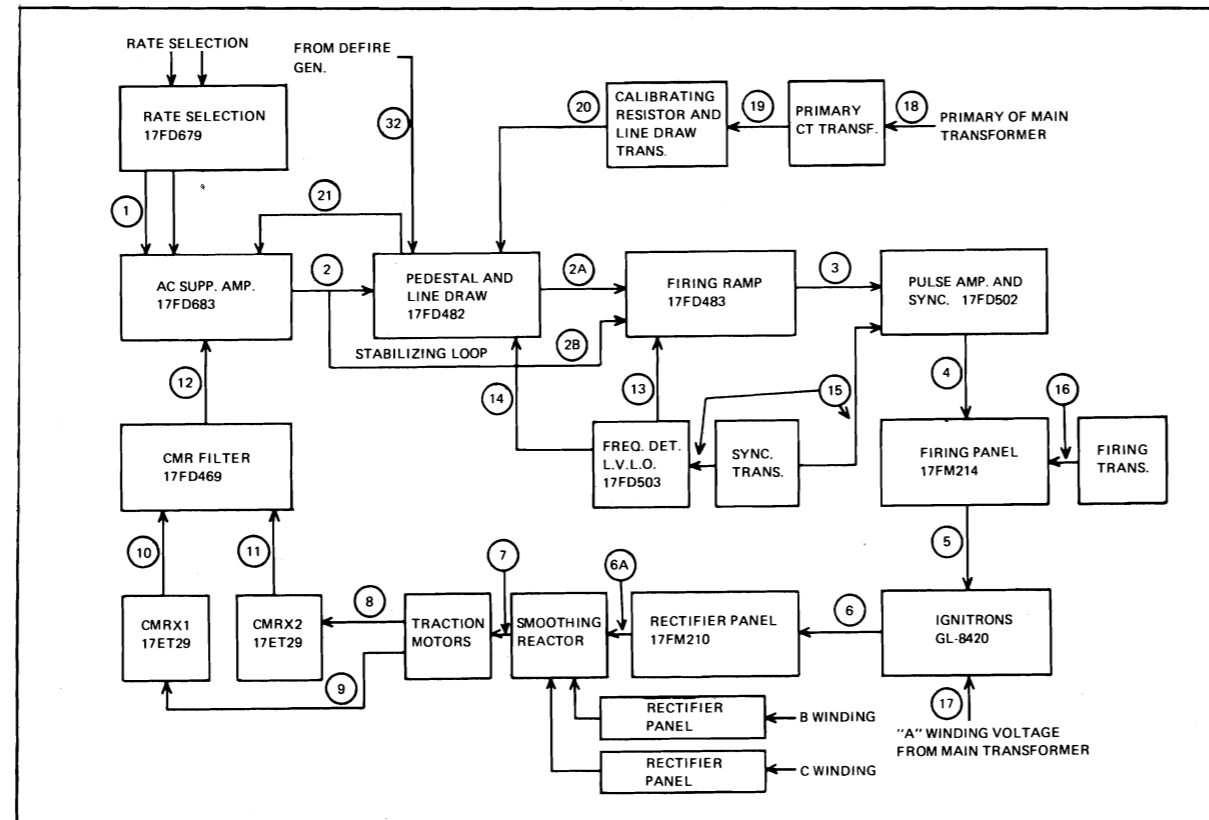 RATE SELECTION
FROM DEFIRE
GEN.
RATE SELECTION
17FD679
32
20
CALIBRATING
RESISTOR AND
LINE DRAW
TRANS.
19
PRIMARY
CT TRANSF.
18
PRIMARY OF MAIN
TRANSFORMER
1
21
AC SUPP. AMP.
17FD683
2
PEDESTAL AND
LINE DRAW
17FD482
2A
FIRING RAMP
17FD483
3
PULSE AMP. AND
SYNC. 17FD502
STABILIZING LOOP
2B
12
14
13
15
4
16
CMR FILTER
17FD469
FREQ. DET.
L.V.L.O.
17FD503
SYNC.
TRANS.
FIRING PANEL
17FM214
FIRING
TRANS.
10
11
7
6A
5
CMRX1
17ET29
CMRX2
17ET29
8
9
TRACTION
MOTORS
SMOOTHING
REACTOR
RECTIFIER PANEL
17FM210
6
IGNITRONS
GL-8420
17
RECTIFIER
PANEL
B WINDING
"A" WINDING VOLTAGE
FROM MAIN TRANSFORMER
RECTIFIER
PANEL
C WINDING